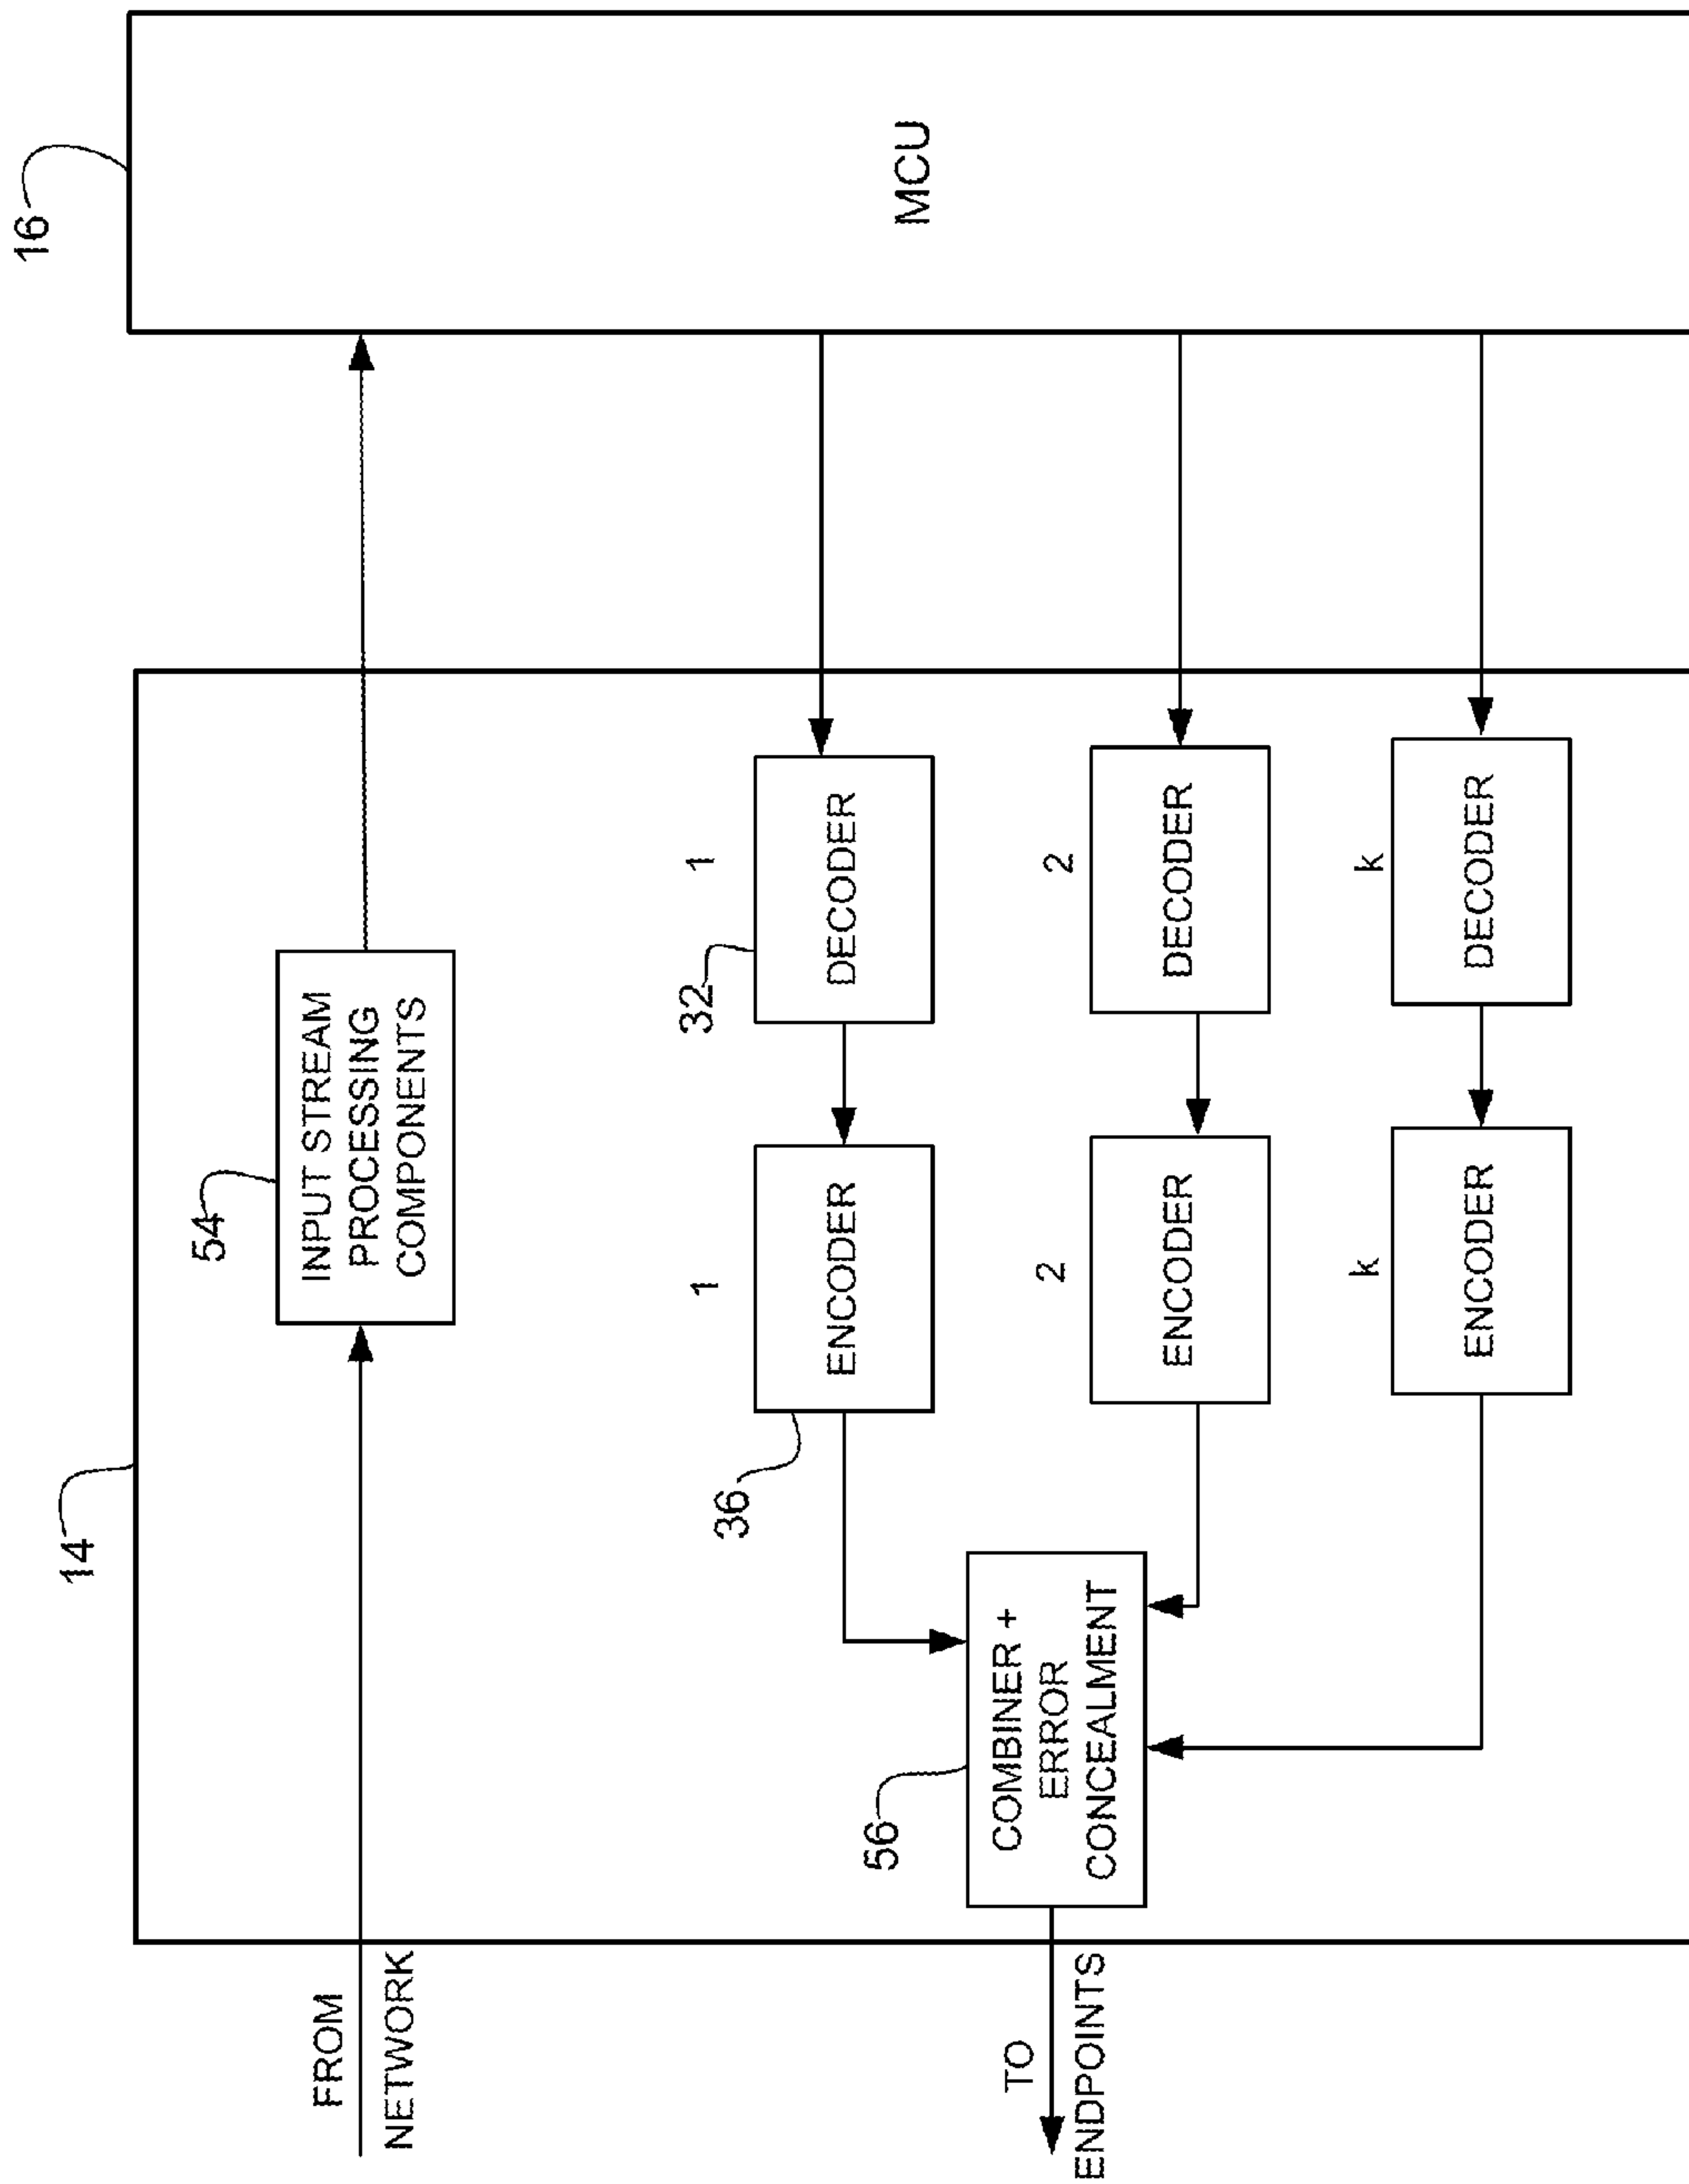 14
16
FROM
NETWORK
54
INPUT STREAM
PROCESSING
COMPONENTS
MCU
36
1
ENCODER
32
1
DECODER
56
COMBINER +
ERROR
CONCEALMENT
TO
ENDPOINTS
2
ENCODER
2
DECODER
k
ENCODER
k
DECODER